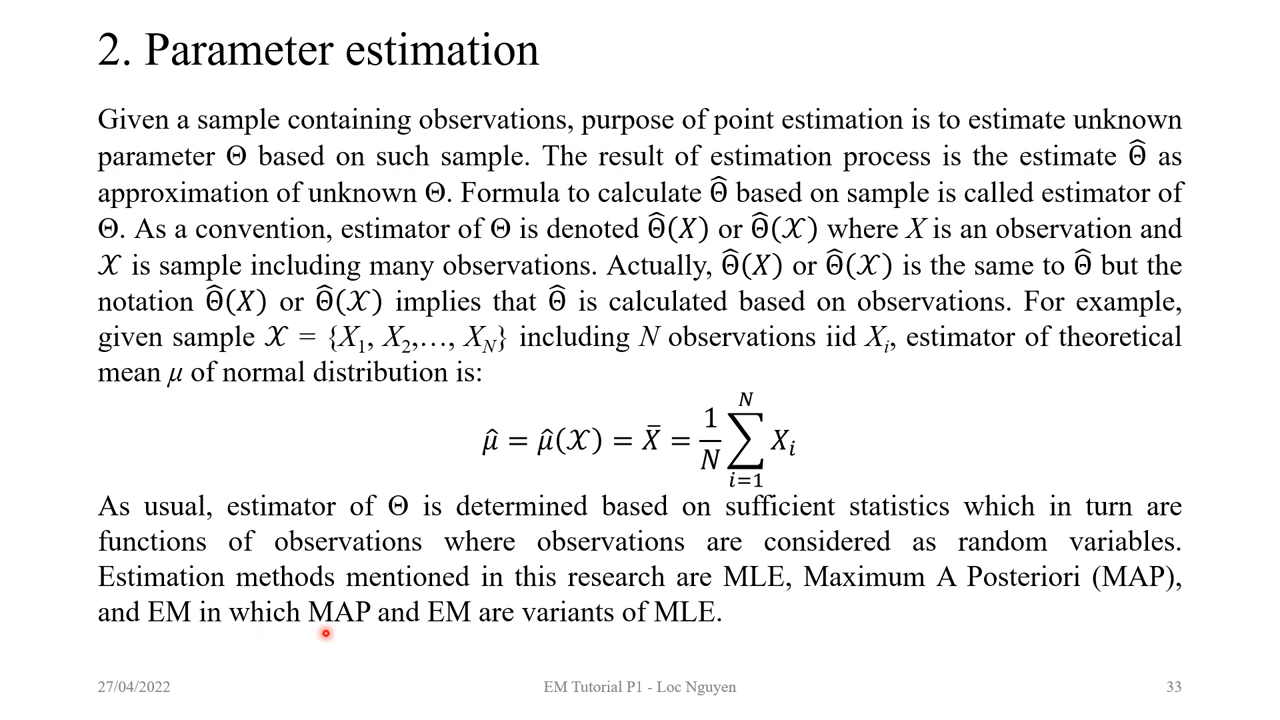 2. Parameter estimation
Given a sample containing observations, purpose of point estimation is to estimate unknown
parameter Θ based on such sample. The result of estimation process is the estimate Θ̂ as
approximation of unknown Θ. Formula to calculate Θ̂ based on sample is called estimator of
Θ. As a convention, estimator of Θ is denoted Θ̂(X) or Θ̂(𝒳) where X is an observation and
𝒳 is sample including many observations. Actually, Θ̂(X) or Θ̂(𝒳) is the same to Θ̂ but the
notation Θ̂(X) or Θ̂(𝒳) implies that Θ̂ is calculated based on observations. For example,
given sample 𝒳 = {X₁, X₂,…, X_N} including N observations iid Xᵢ, estimator of theoretical
mean μ of normal distribution is:
μ̂ = μ̂(𝒳) = X̄ = 1/N ∑_{i=1}^{N} Xᵢ
As usual, estimator of Θ is determined based on sufficient statistics which in turn are
functions of observations where observations are considered as random variables.
Estimation methods mentioned in this research are MLE, Maximum A Posteriori (MAP),
and EM in which MAP and EM are variants of MLE.
27/04/2022 EM Tutorial P1 - Loc Nguyen 33